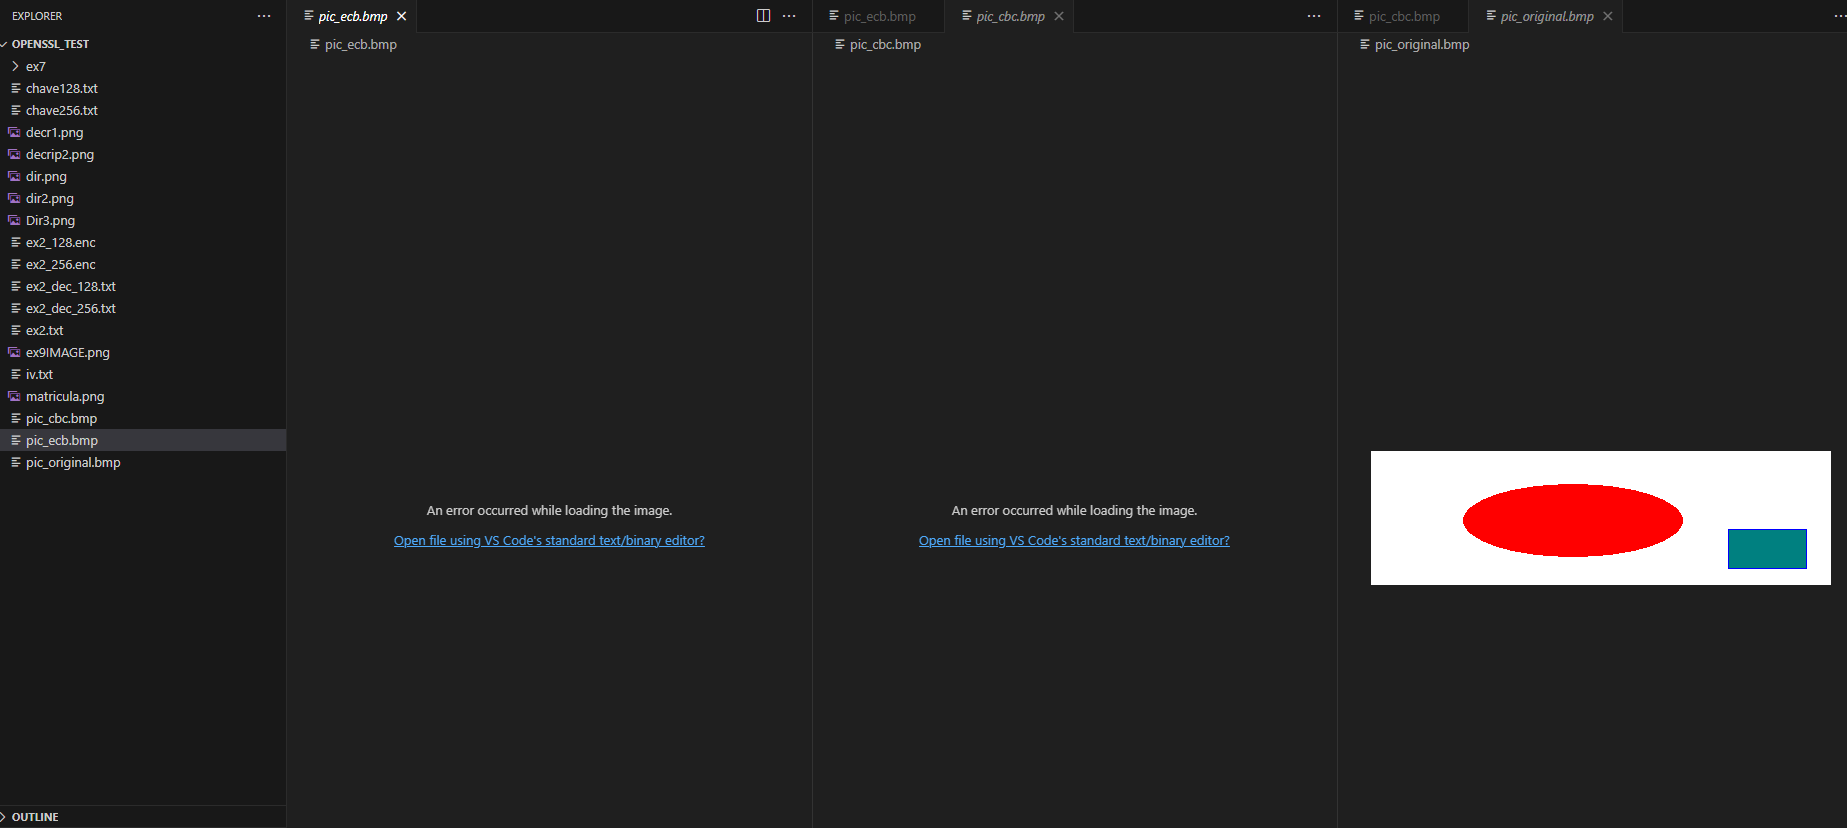 EXPLORER
OPENSSL_TEST
ex7
chave128.txt
chave256.txt
decr1.png
decrip2.png
dir.png
dir2.png
Dir3.png
ex2_128.enc
ex2_256.enc
ex2_dec_128.txt
ex2_dec_256.txt
ex2.txt
ex9IMAGE.png
iv.txt
matricula.png
pic_cbc.bmp
pic_ecb.bmp
pic_original.bmp
OUTLINE
pic_ecb.bmp
pic_ecb.bmp
An error occurred while loading the image.
Open file using VS Code's standard text/binary editor?
pic_ecb.bmp pic_cbc.bmp
pic_cbc.bmp
An error occurred while loading the image.
Open file using VS Code's standard text/binary editor?
pic_cbc.bmp pic_original.bmp
pic_original.bmp